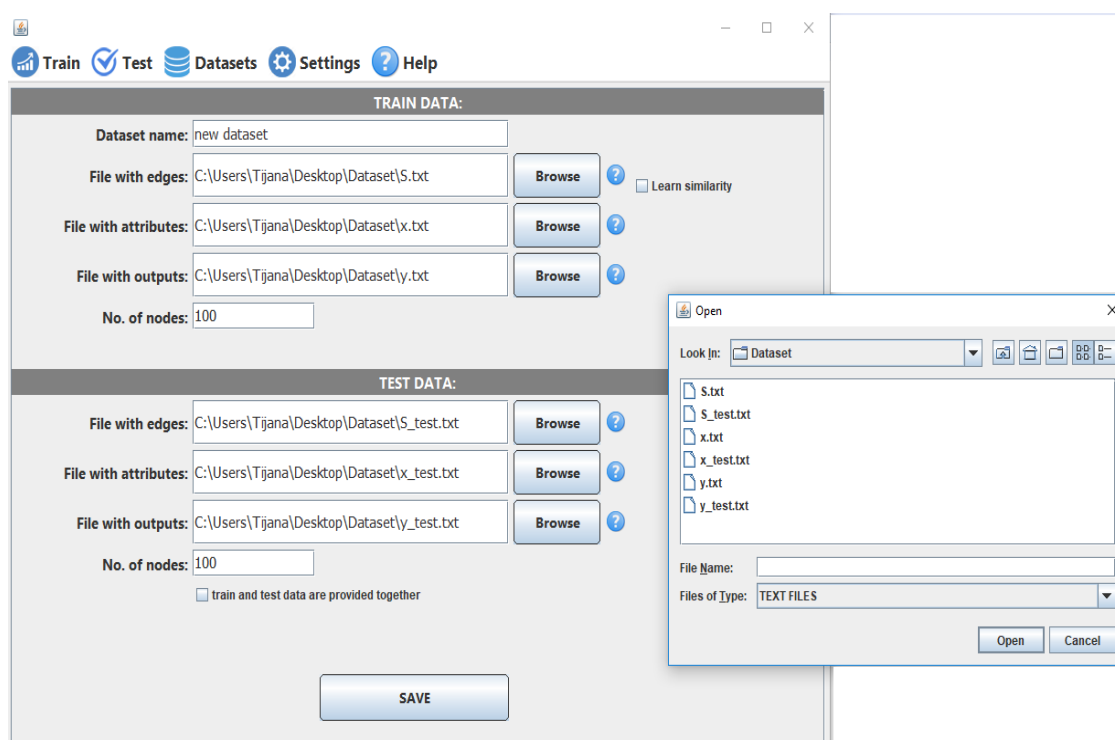 Train Test Datasets Settings ? Help
TRAIN DATA:
Dataset name: new dataset
File with edges: C:\Users\Tijana\Desktop\Dataset\S.txt Browse ? Learn similarity
File with attributes: C:\Users\Tijana\Desktop\Dataset\x.txt Browse ?
File with outputs: C:\Users\Tijana\Desktop\Dataset\y.txt Browse ?
No. of nodes: 100
TEST DATA:
File with edges: C:\Users\Tijana\Desktop\Dataset\S_test.txt Browse ?
File with attributes: C:\Users\Tijana\Desktop\Dataset\x_test.txt Browse ?
File with outputs: C:\Users\Tijana\Desktop\Dataset\y_test.txt Browse ?
No. of nodes: 100
train and test data are provided together
SAVE
Open
Look In: Dataset
S.txt
S_test.txt
x.txt
x_test.txt
y.txt
y_test.txt
File Name:
Files of Type: TEXT FILES
Open Cancel